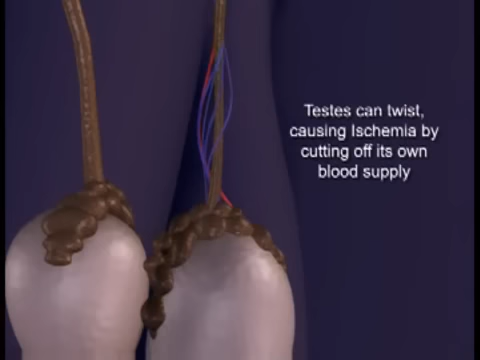 Testes can twist,
causing Ischemia by
cutting off its own
blood supply